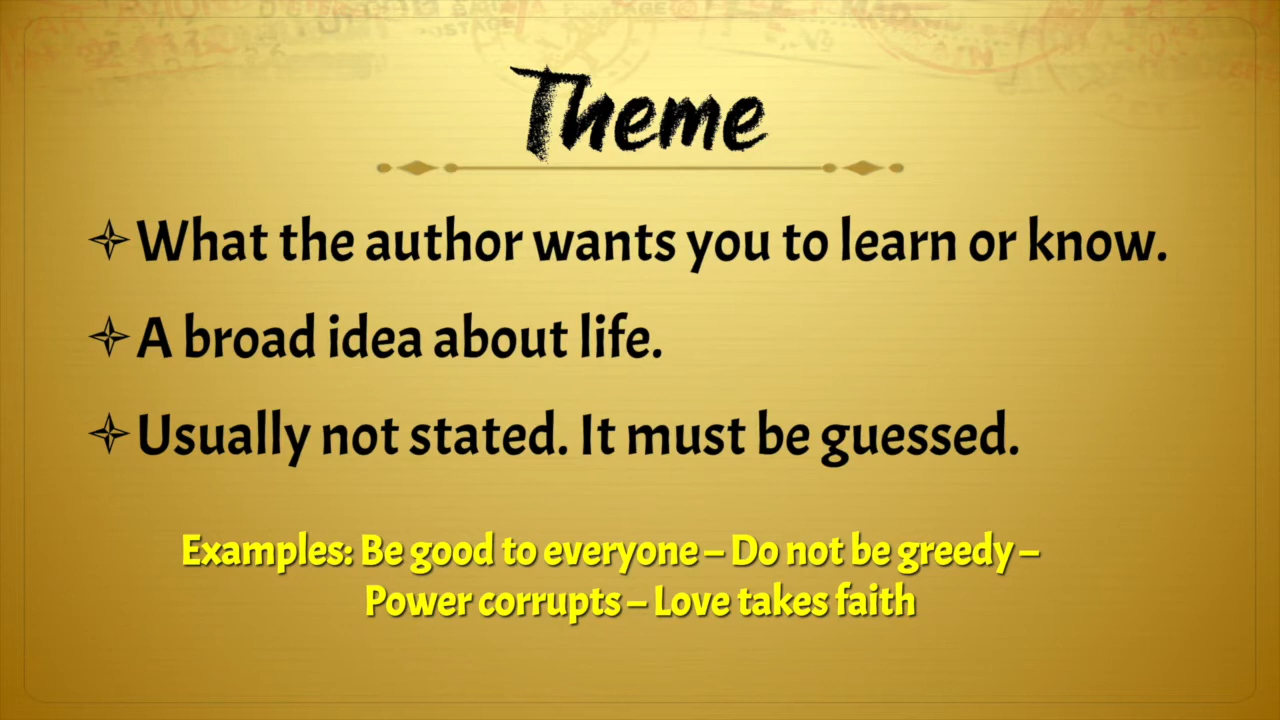 Theme
What the author wants you to learn or know.
A broad idea about life.
Usually not stated. It must be guessed.
Examples: Be good to everyone – Do not be greedy –
Power corrupts – Love takes faith